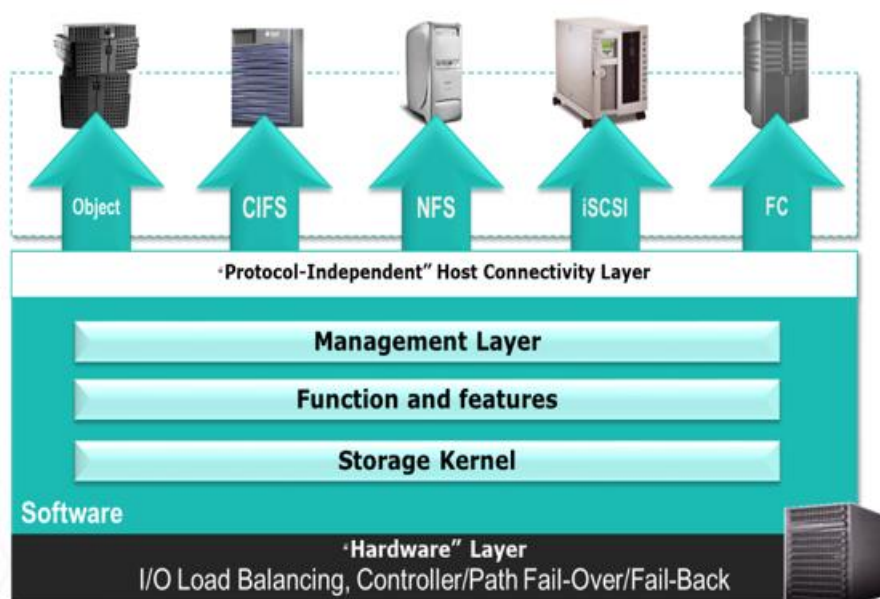 Object
CIFS
NFS
iSCSI
FC
“Protocol-Independent” Host Connectivity Layer
Management Layer
Function and features
Storage Kernel
Software
“Hardware” Layer
I/O Load Balancing, Controller/Path Fail-Over/Fail-Back